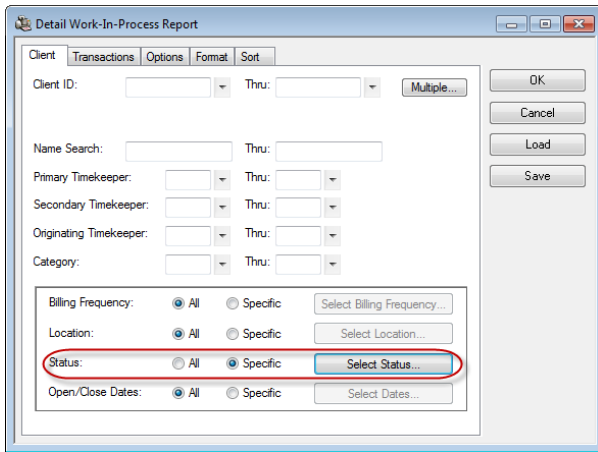 Detail Work-In-Process Report
Client Transactions Options Format Sort
Client ID: Thru: Multiple... OK
Cancel
Name Search: Thru: Load
Primary Timekeeper: Thru: Save
Secondary Timekeeper: Thru:
Originating Timekeeper: Thru:
Category: Thru:
Billing Frequency: All Specific Select Billing Frequency...
Location: All Specific Select Location...
Status: All Specific Select Status...
Open/Close Dates: All Specific Select Dates...